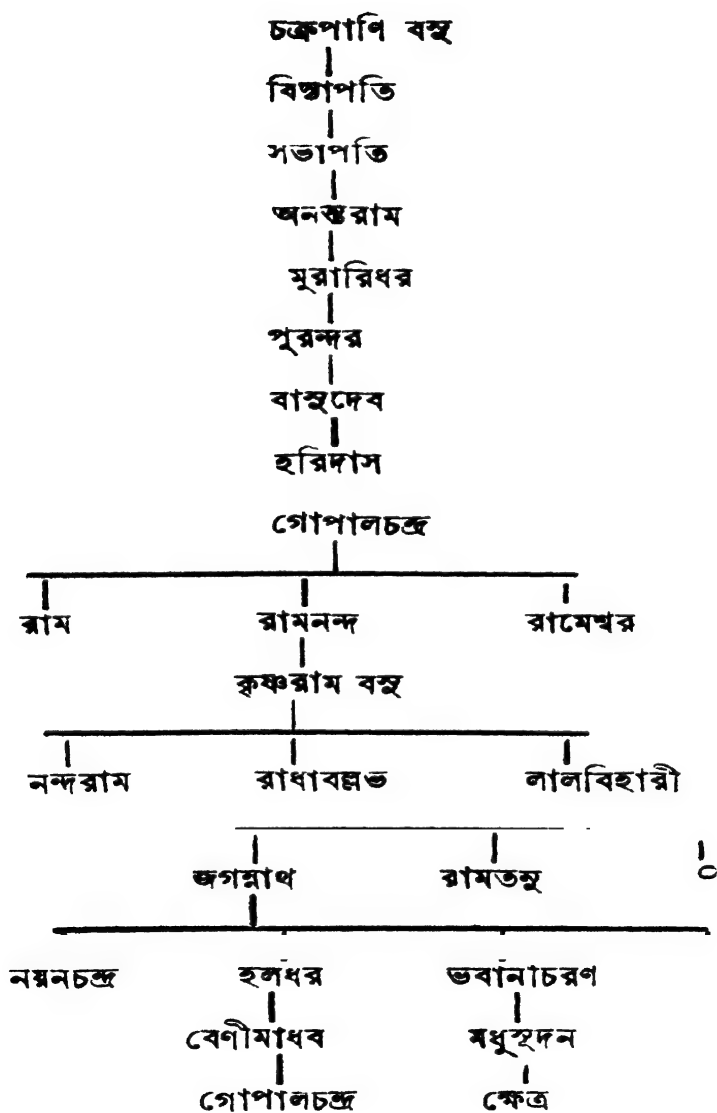 চক্রপাণি বসু
বিদ্যাপতি
সভাপতি
অনন্তরাম
মুরারিধর
পুরন্দর
বাসুদেব
হরিদাস
গোপালচন্দ্র
রাম রামনন্দ রামেশ্বর
কৃষ্ণরাম বসু
নন্দরাম রাধাবল্লভ লালবিহারী
জগন্নাথ রামতনু ০
নয়নচন্দ্র হলধর ভবানাচরণ
বেণীমাধব মধুসূদন
গোপালচন্দ্র ক্ষেত্র